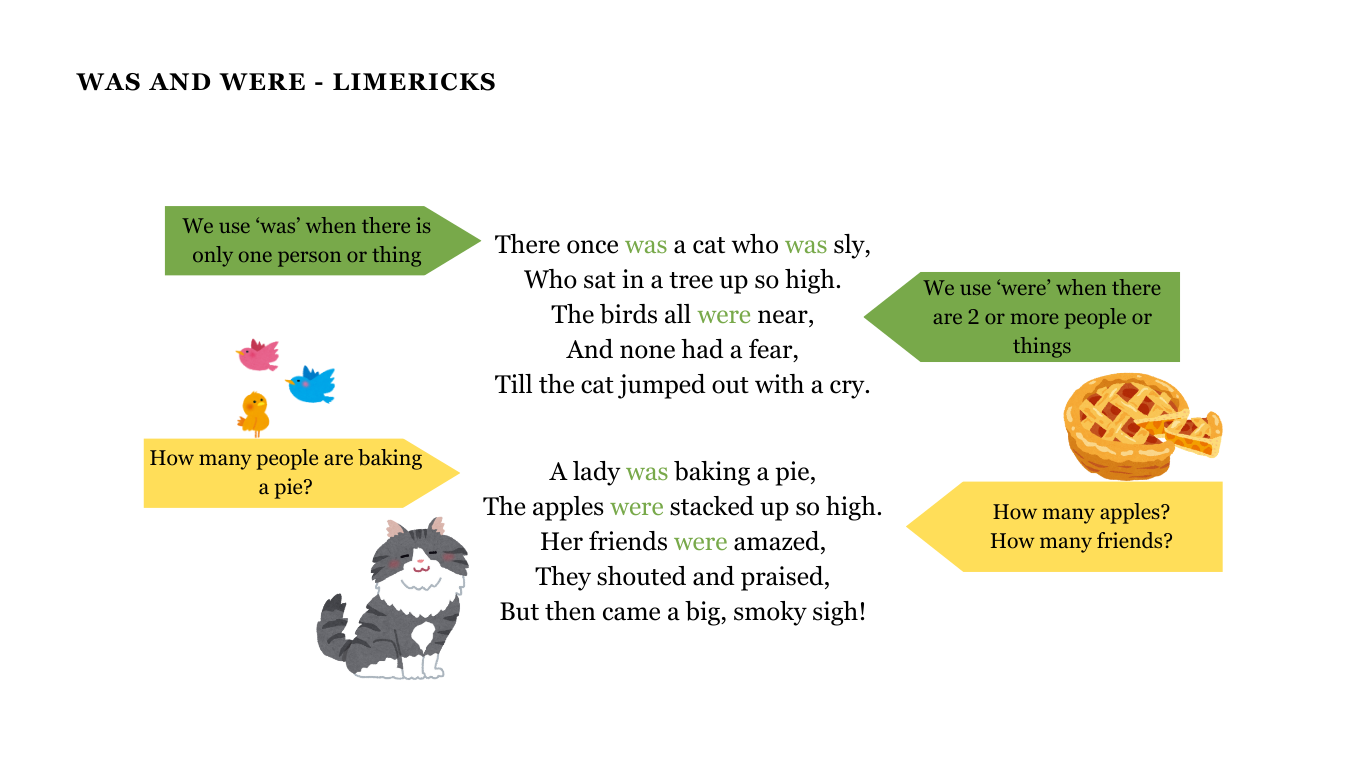 WAS AND WERE - LIMERICKS
We use ‘was’ when there is
only one person or thing
There once was a cat who was sly,
Who sat in a tree up so high.
The birds all were near,
And none had a fear,
Till the cat jumped out with a cry.
We use ‘were’ when there
are 2 or more people or
things
How many people are baking
a pie?
A lady was baking a pie,
The apples were stacked up so high.
Her friends were amazed,
They shouted and praised,
But then came a big, smoky sigh!
How many apples?
How many friends?